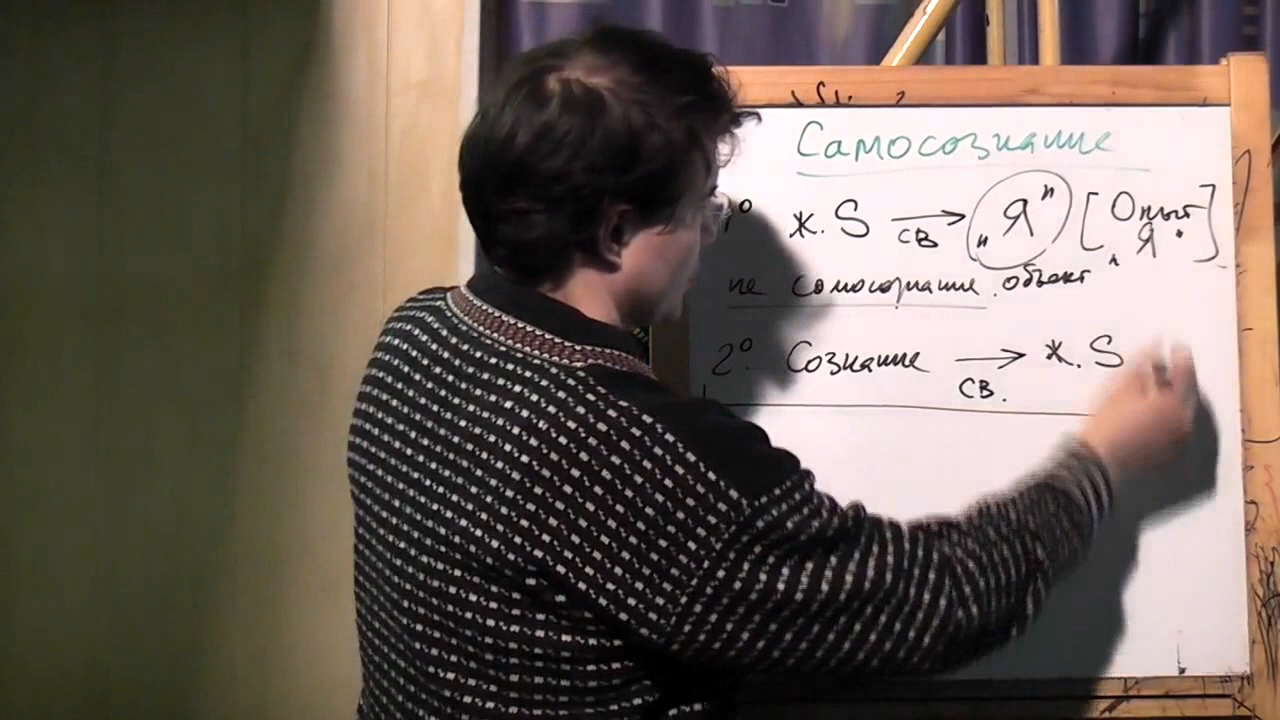 Самосознание
1° ж. S → „Я" [Опыт
св „Я"]
не самосознание. объект
2°. Сознание → ж. S
св.